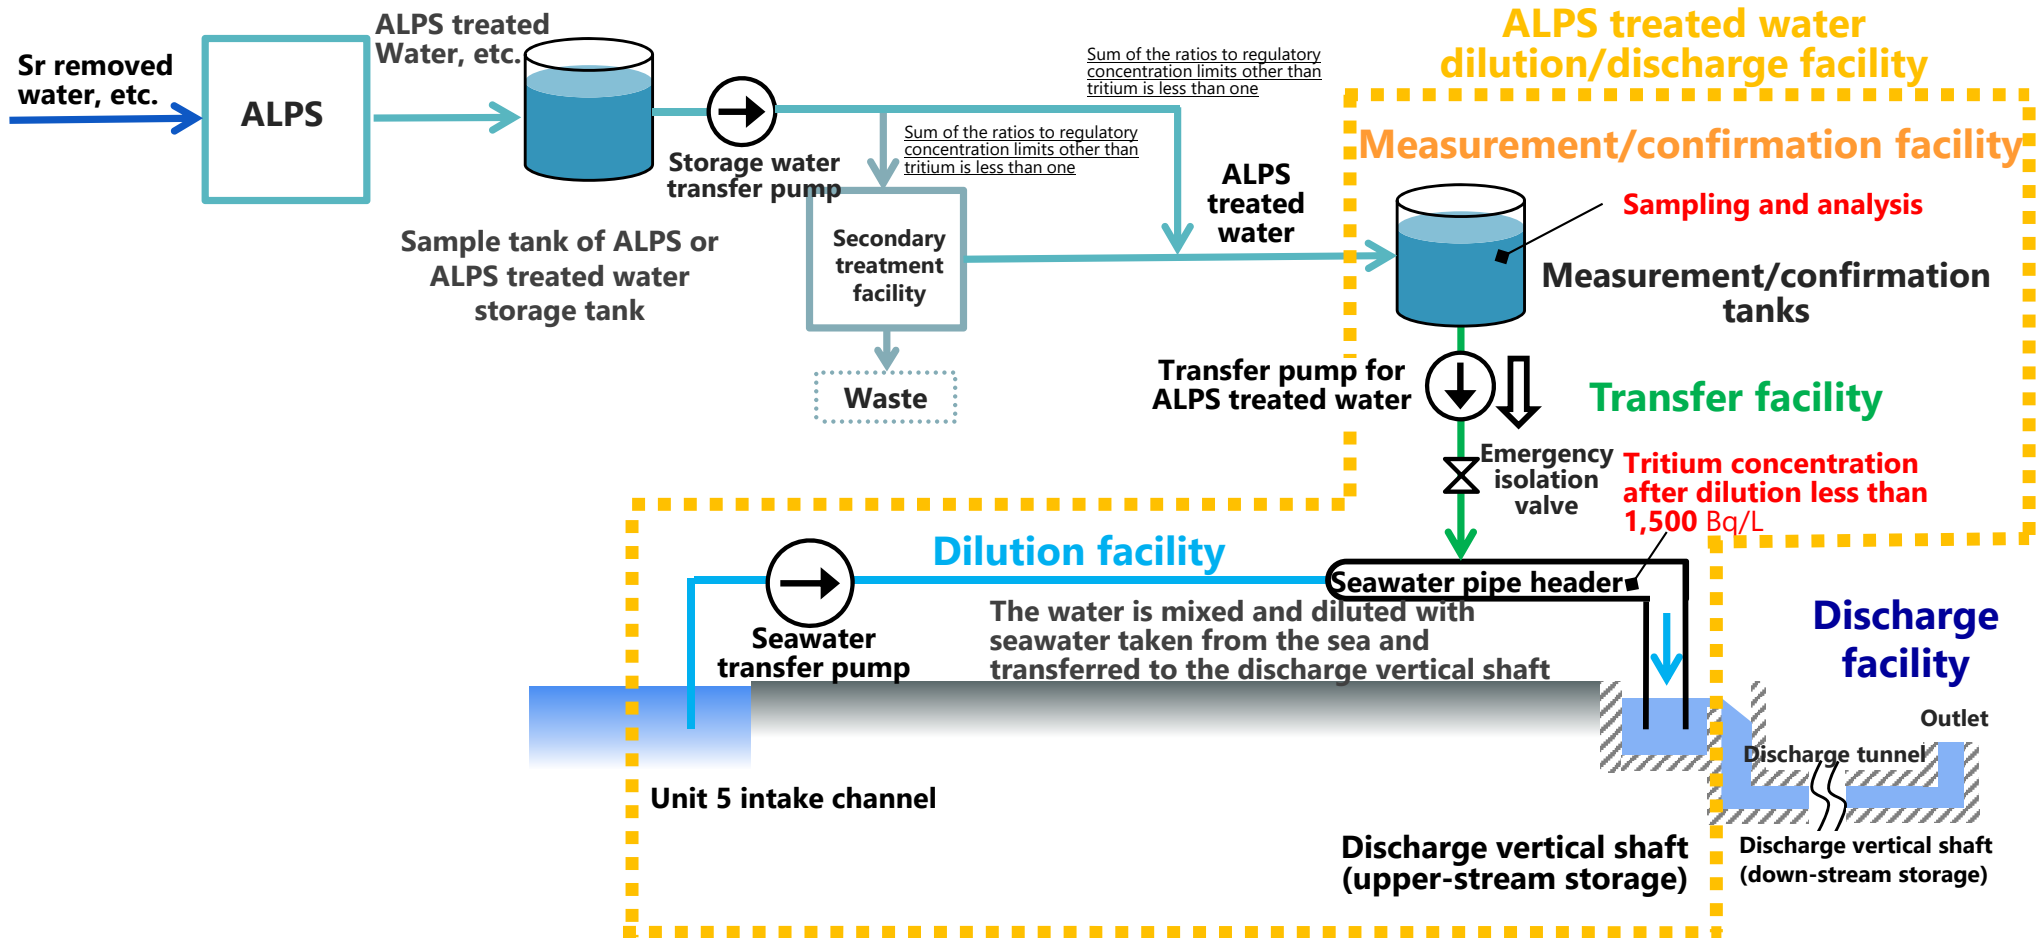 ALPS treated
Water, etc.
Sr removed
water, etc.
ALPS
Storage water
transfer pump
Sample tank of ALPS or
ALPS treated water
storage tank
Sum of the ratios to regulatory
concentration limits other than
tritium is less than one
Sum of the ratios to regulatory
concentration limits other than
tritium is less than one
Secondary
treatment
facility
Waste
ALPS
treated
water
ALPS treated water
dilution/discharge facility
Measurement/confirmation facility
Sampling and analysis
Measurement/confirmation
tanks
Transfer pump for
ALPS treated water
Transfer facility
Emergency
isolation
valve
Tritium concentration
after dilution less than
1,500 Bq/L
Dilution facility
Seawater pipe header
Seawater
transfer pump
The water is mixed and diluted with
seawater taken from the sea and
transferred to the discharge vertical shaft
Discharge
facility
Outlet
Discharge tunnel
Unit 5 intake channel
Discharge vertical shaft
(upper-stream storage)
Discharge vertical shaft
(down-stream storage)